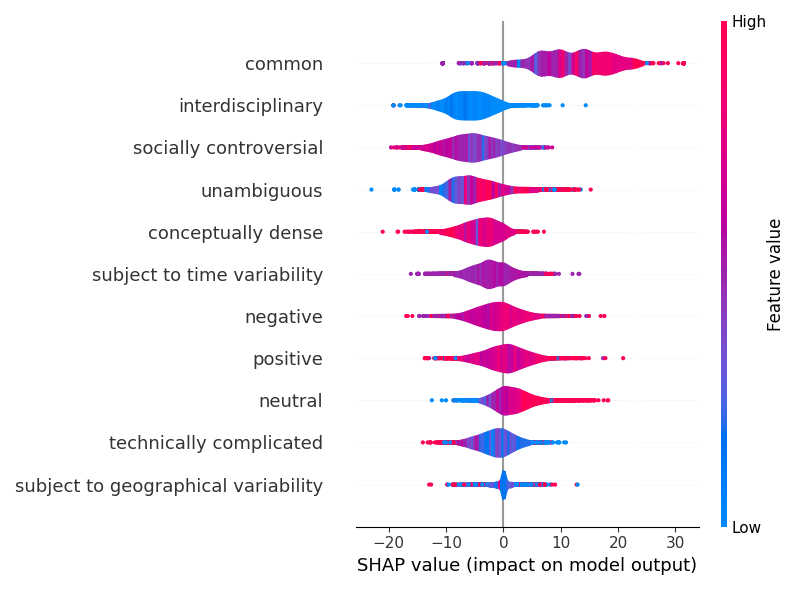 High
common
interdisciplinary
socially controversial
unambiguous
conceptually dense
subject to time variability
negative
positive
neutral
technically complicated
subject to geographical variability
Low
Feature value
−20 −10 0 10 20 30
SHAP value (impact on model output)